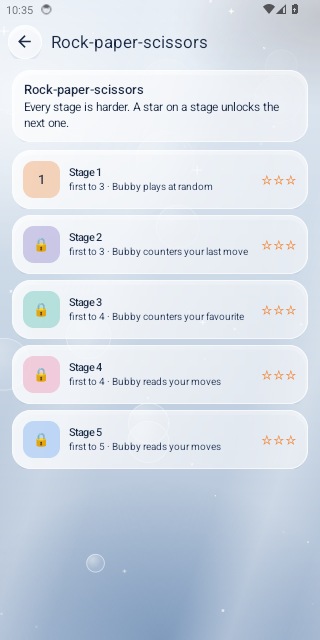 10:35
Rock-paper-scissors
Rock-paper-scissors
Every stage is harder. A star on a stage unlocks the
next one.
1
Stage 1
first to 3 · Bubby plays at random
Stage 2
first to 3 · Bubby counters your last move
Stage 3
first to 4 · Bubby counters your favourite
Stage 4
first to 4 · Bubby reads your moves
Stage 5
first to 5 · Bubby reads your moves